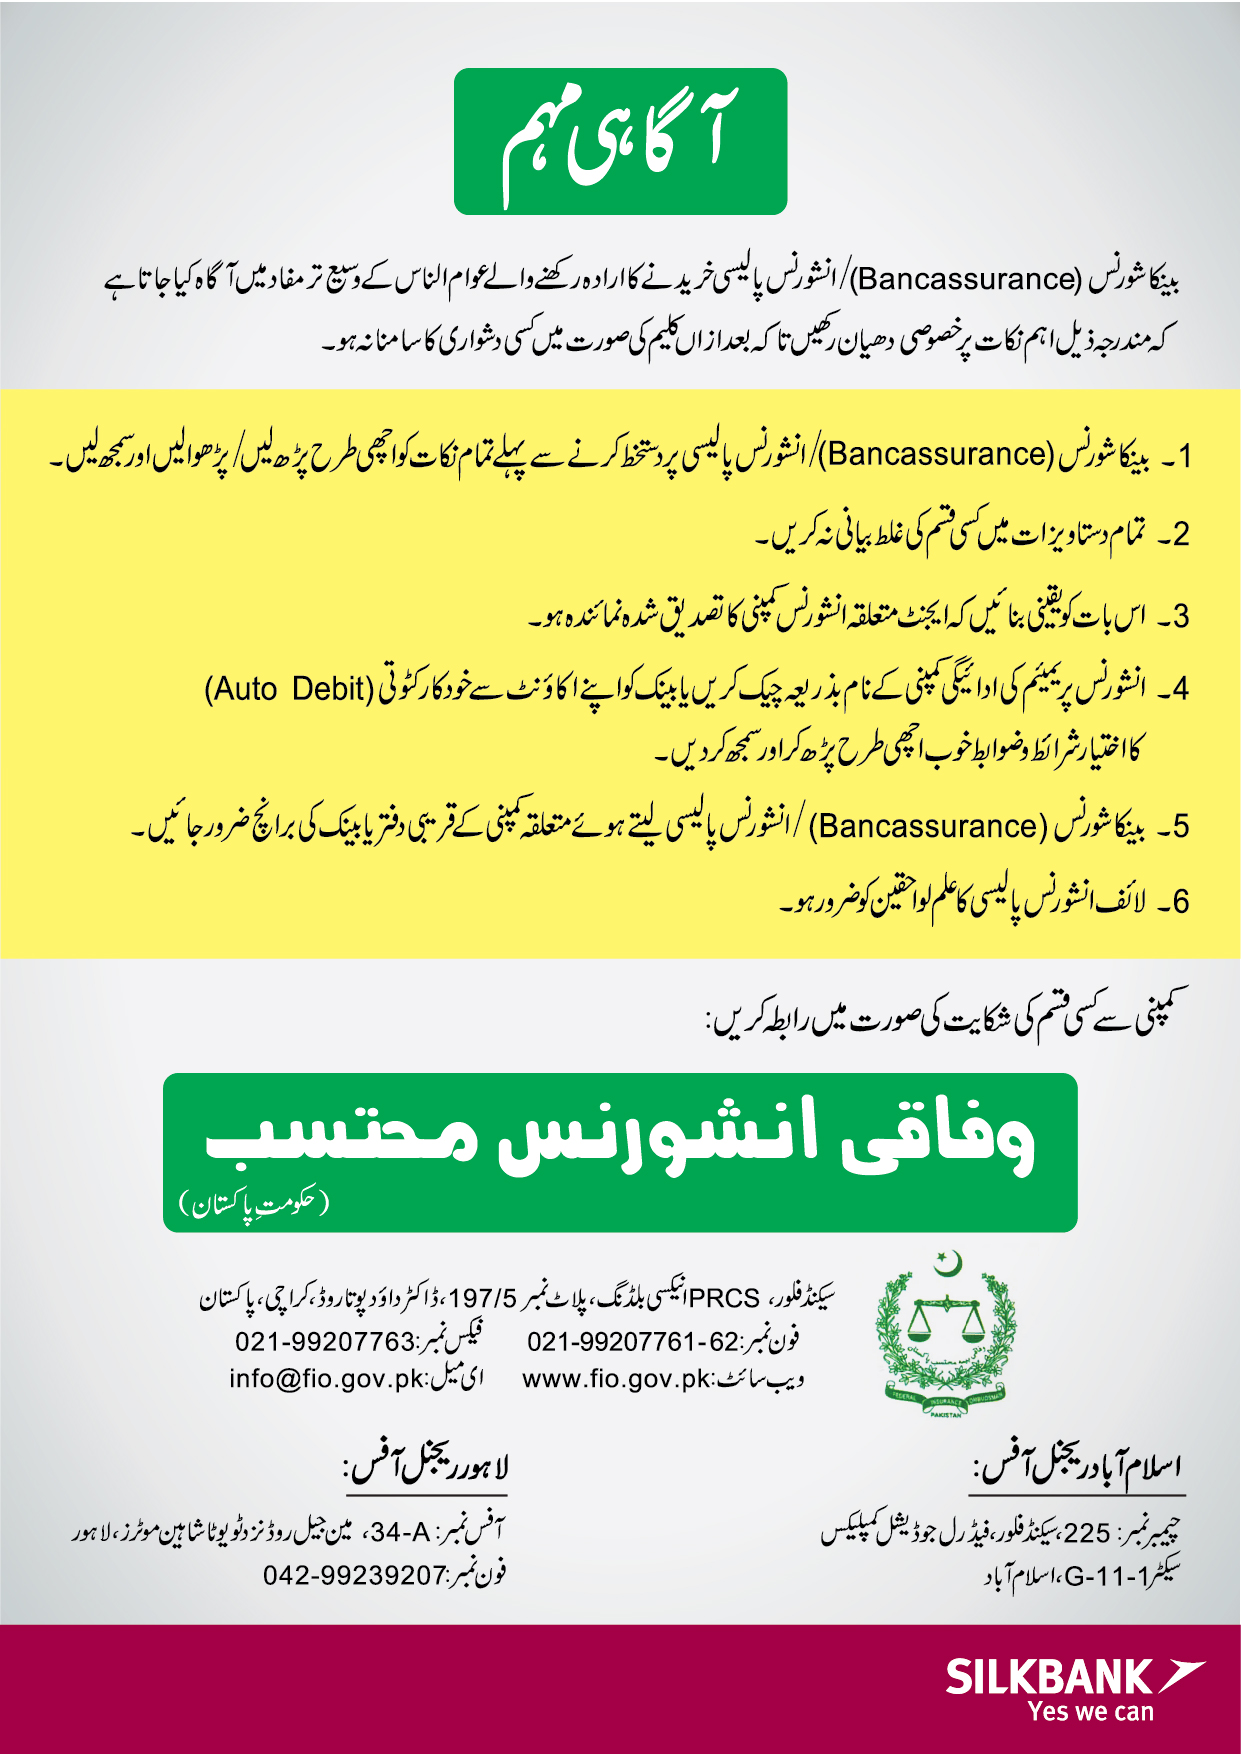 آگاہی مہم
بینکاشورنس (Bancassurance)/انشورنس پالیسی خریدنے کا ارادہ رکھنے والے عوام الناس کے وسیع تر مفاد میں آگاہ کیا جاتا ہے
کہ مندرجہ ذیل اہم نکات پر خصوصی دھیان رکھیں تا کہ بعد ازاں کلیم کی صورت میں کسی دشواری کا سامنا نہ ہو۔
1۔ بینکاشورنس (Bancassurance)/انشورنس پالیسی پر دستخط کرنے سے پہلے تمام نکات کو اچھی طرح پڑھ لیں/ پڑھوا لیں اور سمجھ لیں۔
2۔ تمام دستاویزات میں کسی قسم کی غلط بیانی نہ کریں۔
3۔ اس بات کو یقینی بنائیں کہ ایجنٹ متعلقہ انشورنس کمپنی کا تصدیق شدہ نمائندہ ہو۔
4۔ انشورنس پریمیئم کی ادائیگی کمپنی کے نام بذریعہ چیک کریں یا بینک کو اپنے اکاؤنٹ سے خودکار کٹوتی (Auto Debit)
کا اختیار شرائط و ضوابط خوب اچھی طرح پڑھ کر اور سمجھ کر دیں۔
5۔ بینکاشورنس (Bancassurance) /انشورنس پالیسی لیتے ہوئے متعلقہ کمپنی کے قریبی دفتر یا بینک کی برانچ ضرور جائیں۔
6۔ لائف انشورنس پالیسی کا علم لواحقین کو ضرور ہو۔
کمپنی سے کسی قسم کی شکایت کی صورت میں رابطہ کریں:
وفاقی انشورنس محتسب
(حکومتِ پاکستان)
سیکنڈ فلور، PRCS انیکسی بلڈنگ، پلاٹ نمبر 197/5، ڈاکٹر داؤد پوتا روڈ، کراچی، پاکستان
فون نمبر: 021-99207761-62 فیکس نمبر: 021-99207763
ویب سائٹ: www.fio.gov.pk ای میل: info@fio.gov.pk
FEDERAL INSURANCE OMBUDSMAN
PAKISTAN
اسلام آباد ریجنل آفس:
چیمبر نمبر: 225، سیکنڈ فلور، فیڈرل جوڈیشل کمپلیکس
سیکٹر G-11-1، اسلام آباد
لاہور ریجنل آفس:
آفس نمبر: 34-A، مین جیل روڈ نزد ٹویوٹا شاہین موٹرز، لاہور
فون نمبر: 042-99239207
SILKBANK
Yes we can